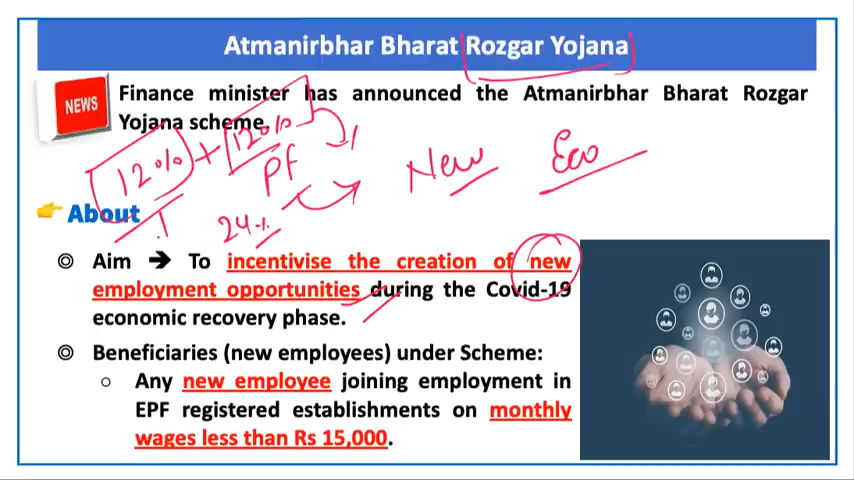 Atmanirbhar Bharat Rozgar Yojana
NEWS
Finance minister has announced the Atmanirbhar Bharat Rozgar
Yojana scheme.
12% + 12%
PF
New Eco
24%
👉 About
◎ Aim ➔ To incentivise the creation of new
employment opportunities during the Covid-19
economic recovery phase.
◎ Beneficiaries (new employees) under Scheme:
○ Any new employee joining employment in
EPF registered establishments on monthly
wages less than Rs 15,000.